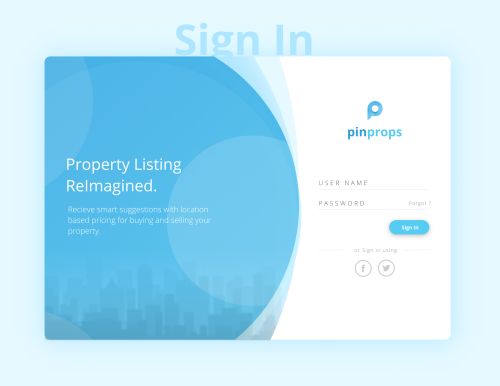 Sign In
Property Listing
ReImagined.
Recieve smart suggestions with location
based pricing for buying and selling your
property.
pinprops
USER NAME
PASSWORD
Forgot ?
Sign In
or Sign in using